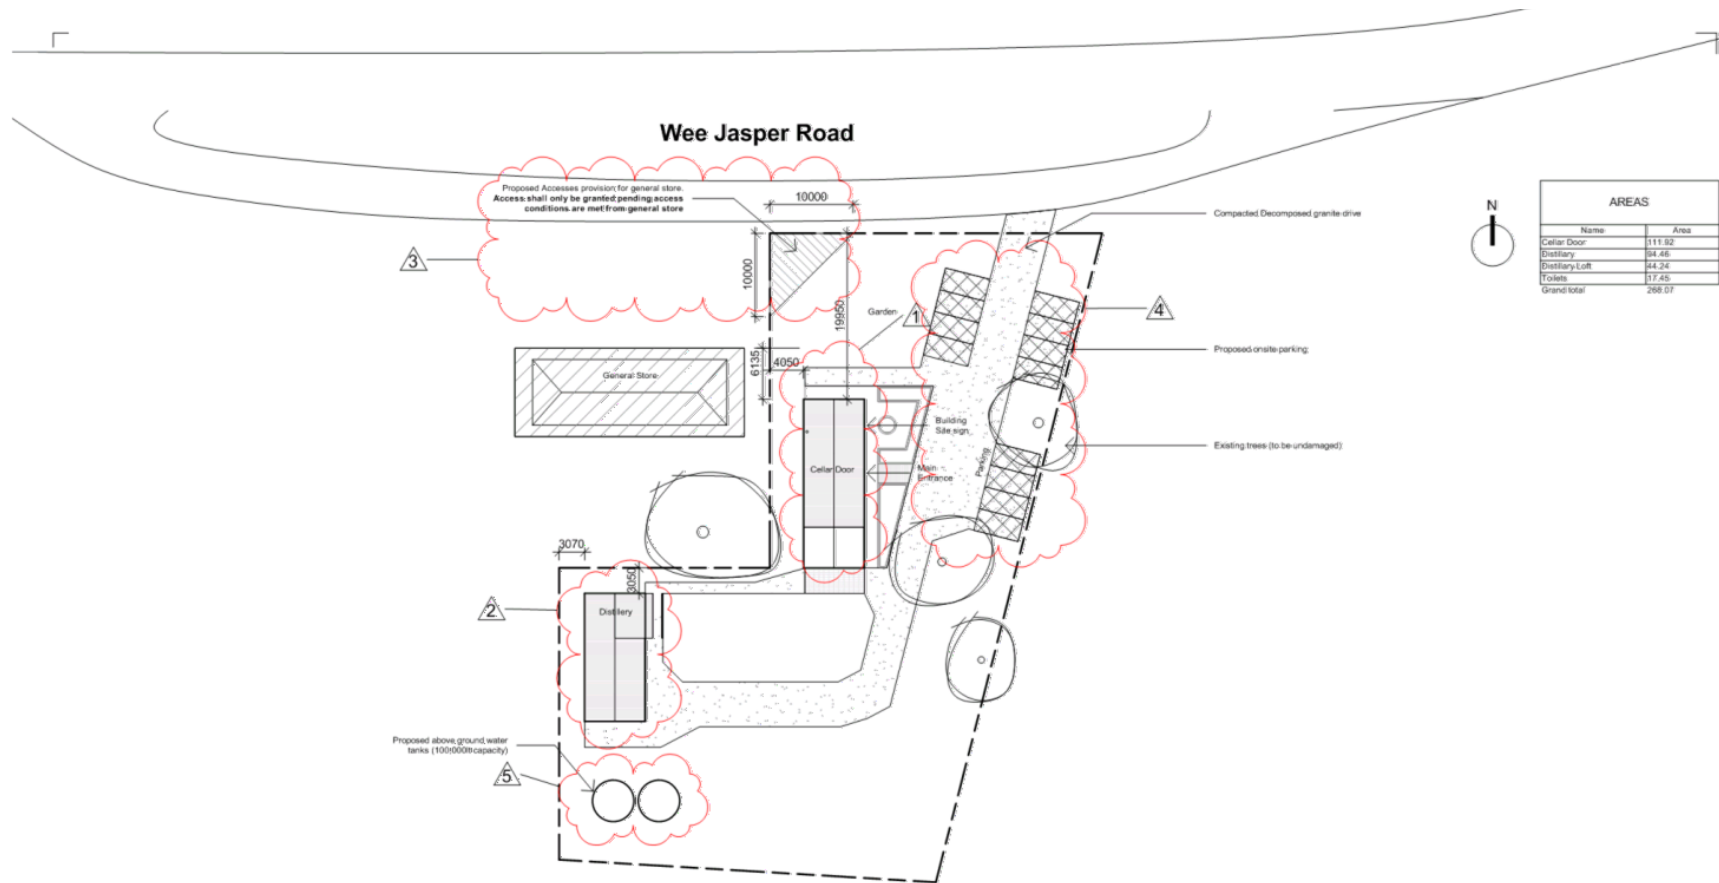 Wee Jasper Road
Proposed Accesses provision for general store.
Access shall only be granted pending access
conditions are met from general store
10000
Compacted Decomposed granite drive
N
AREAS
Name Area
Cellar Door 111.92
Distillery 94.46
Distillery Loft 44.24
Toilets 17.45
Grand total 268.07
3
10000
19950
Garden
1
4
Proposed onsite parking
6135
4050
General Store
Building
Site sign
Existing trees (to be undamaged)
Parking
Cellar Door
Main
Entrance
3070
3050
2
Distillery
Proposed above ground water
tanks (100,000lt capacity)
5